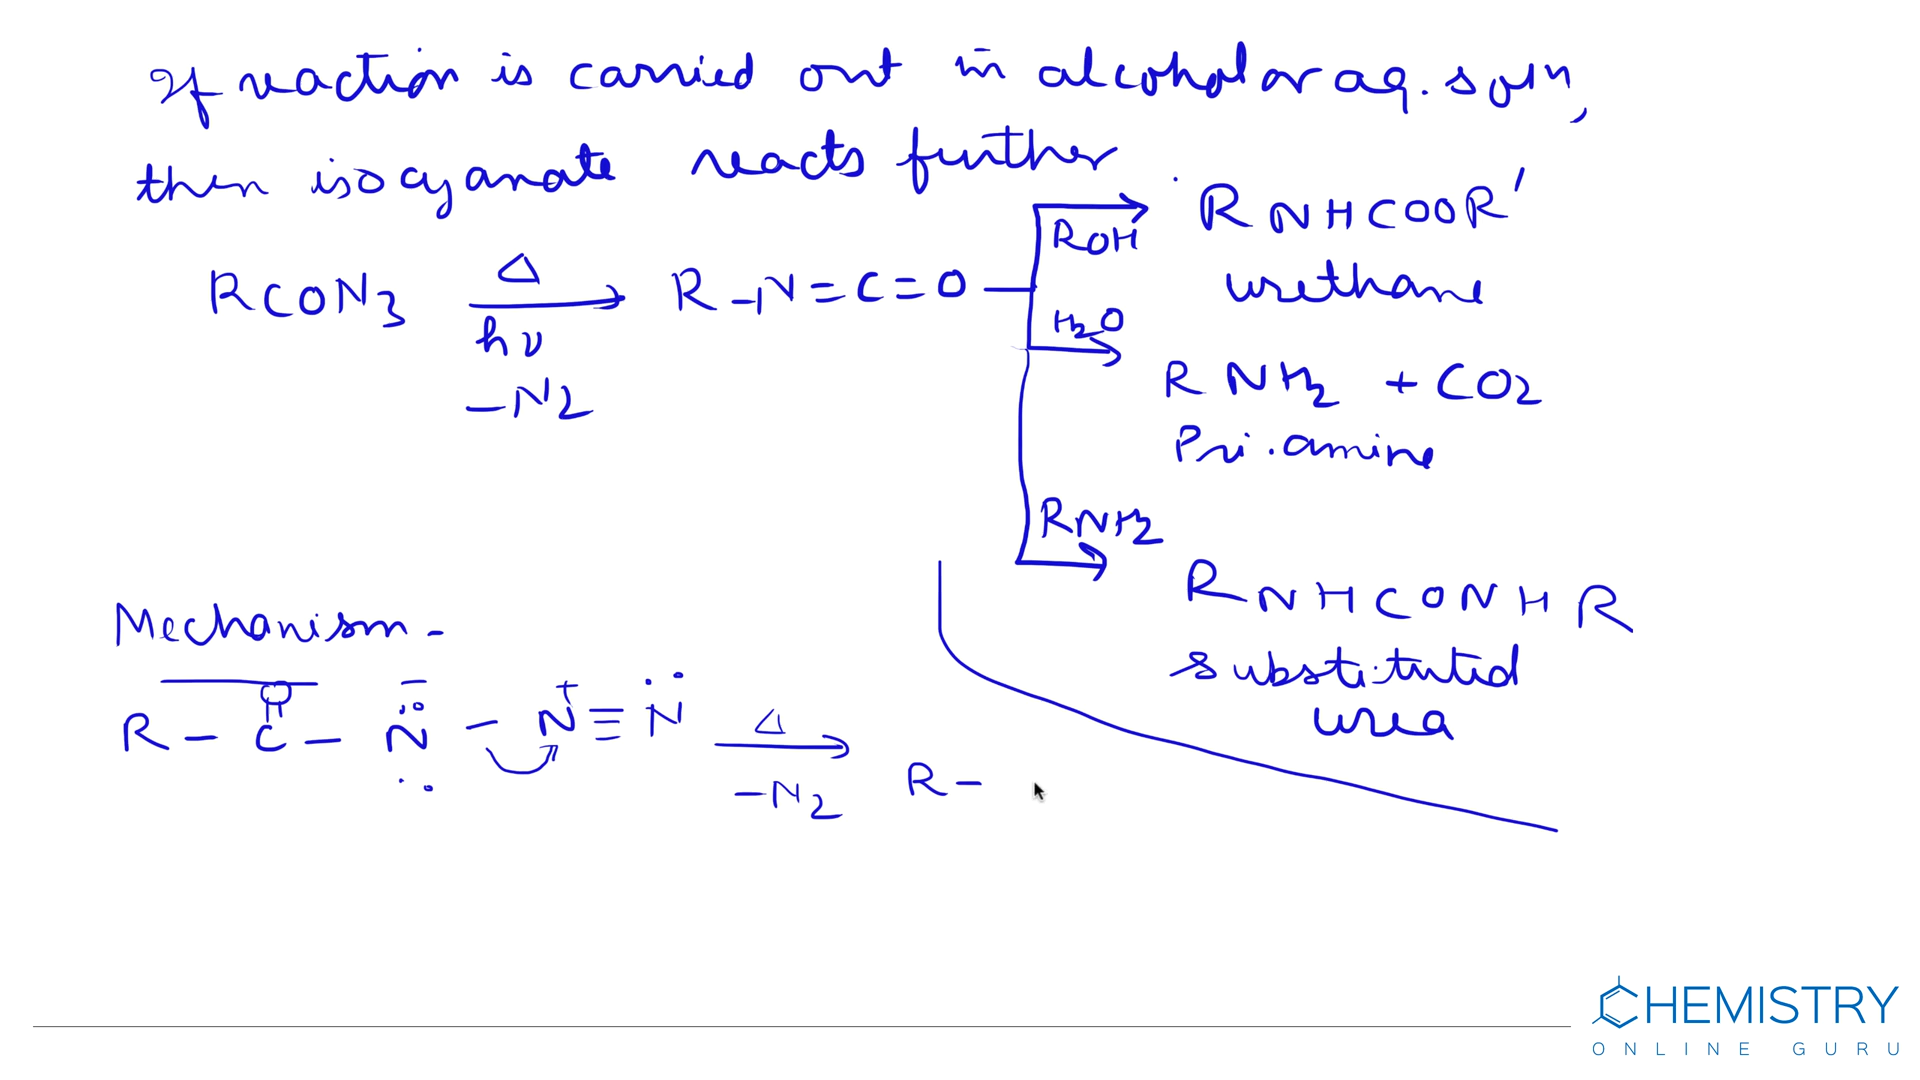 If reaction is carried out in alcohol or aq. soln,
then isocyanate reacts further
RCON3 Δ hν -N2 R-N=C=O
ROH RNHCOOR'
urethane
H2O RNH2 + CO2
Pri. amine
RNH2 RNHCONHR
substituted
urea
Mechanism -
R - C - N - N ≡ N Δ -N2 R -
O - +
CHEMISTRY
ONLINE GURU